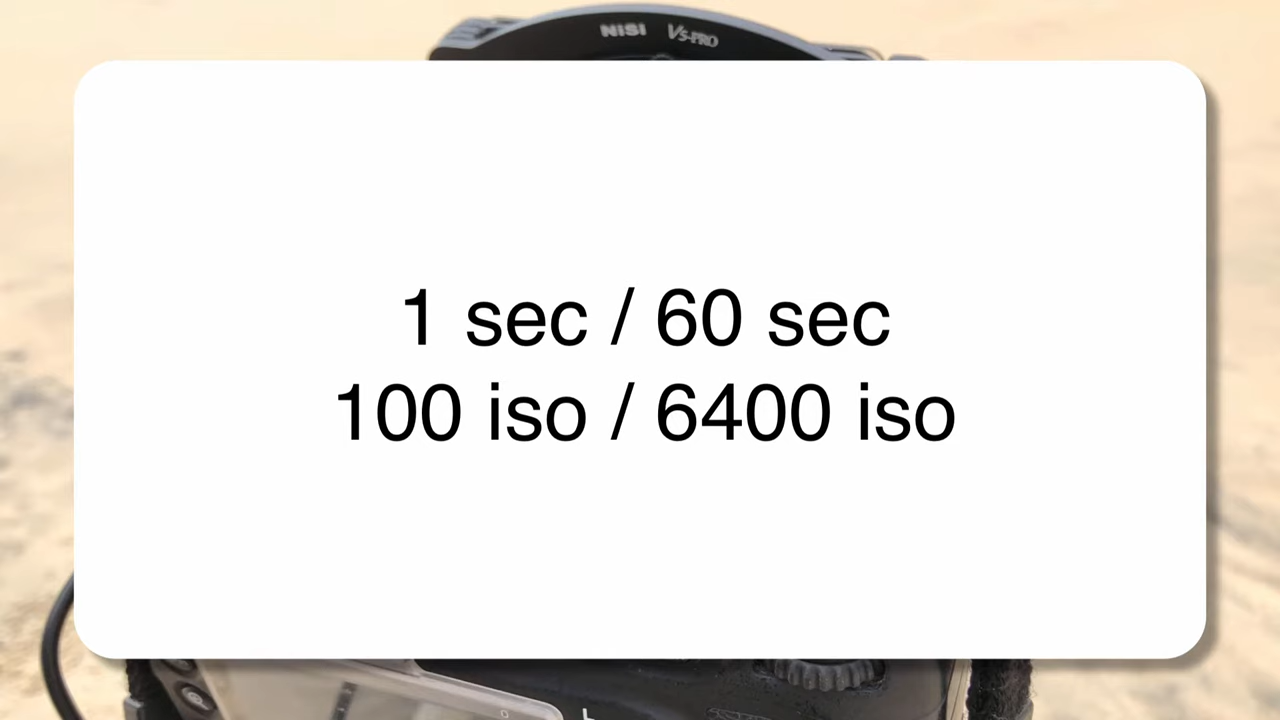 NiSi V5-PRO
1 sec / 60 sec
100 iso / 6400 iso